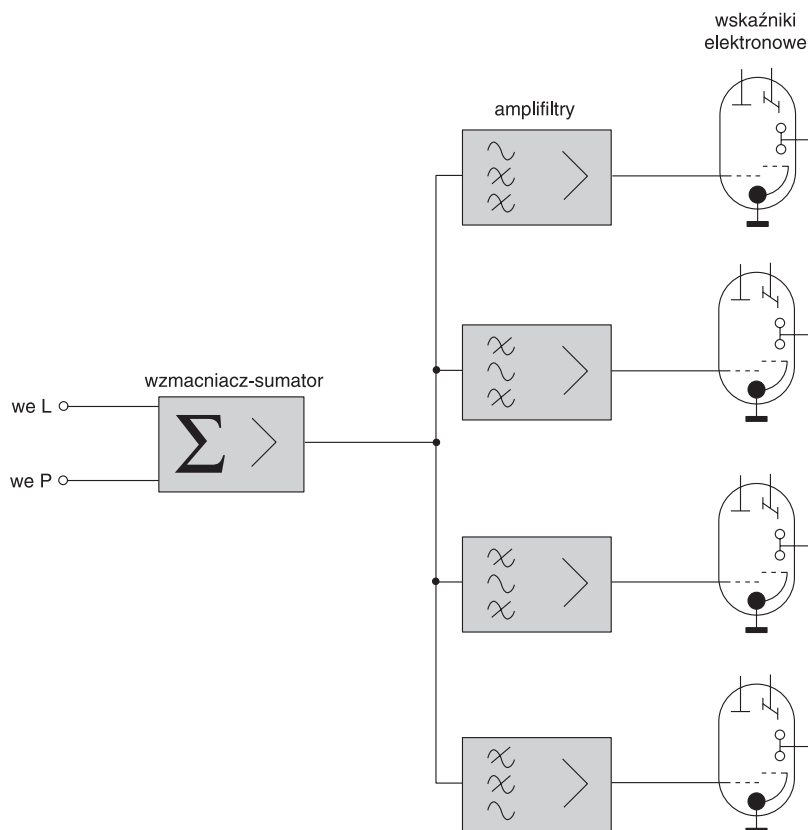 wskaźniki
elektronowe
amplifiltry
wzmacniacz-sumator
we L
we P
Σ